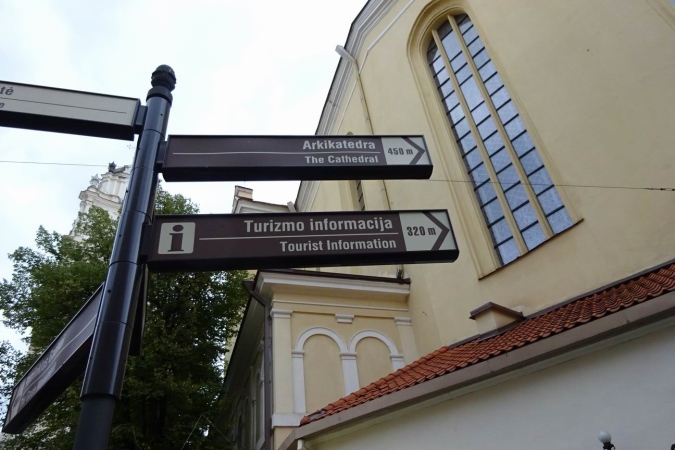 Arkikatedra
The Cathedral
450 m
i
Turizmo informacija
Tourist Information
320 m